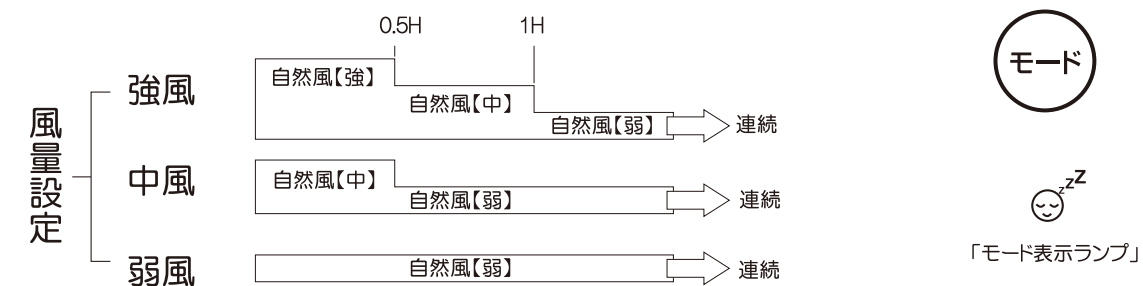 0.5H
1H
モード
自然風【強】
強風
自然風【中】
自然風【弱】
連続
風量設定
中風
自然風【中】
自然風【弱】
連続
zzZ
「モード表示ランプ」
弱風
自然風【弱】
連続